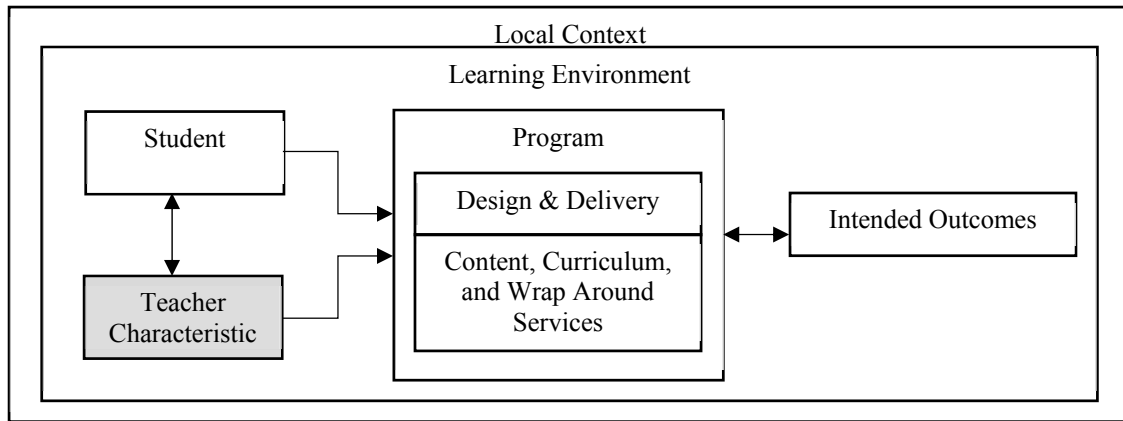 Local Context
Learning Environment
Student
Teacher
Characteristic
Program
Design & Delivery
Content, Curriculum,
and Wrap Around
Services
Intended Outcomes